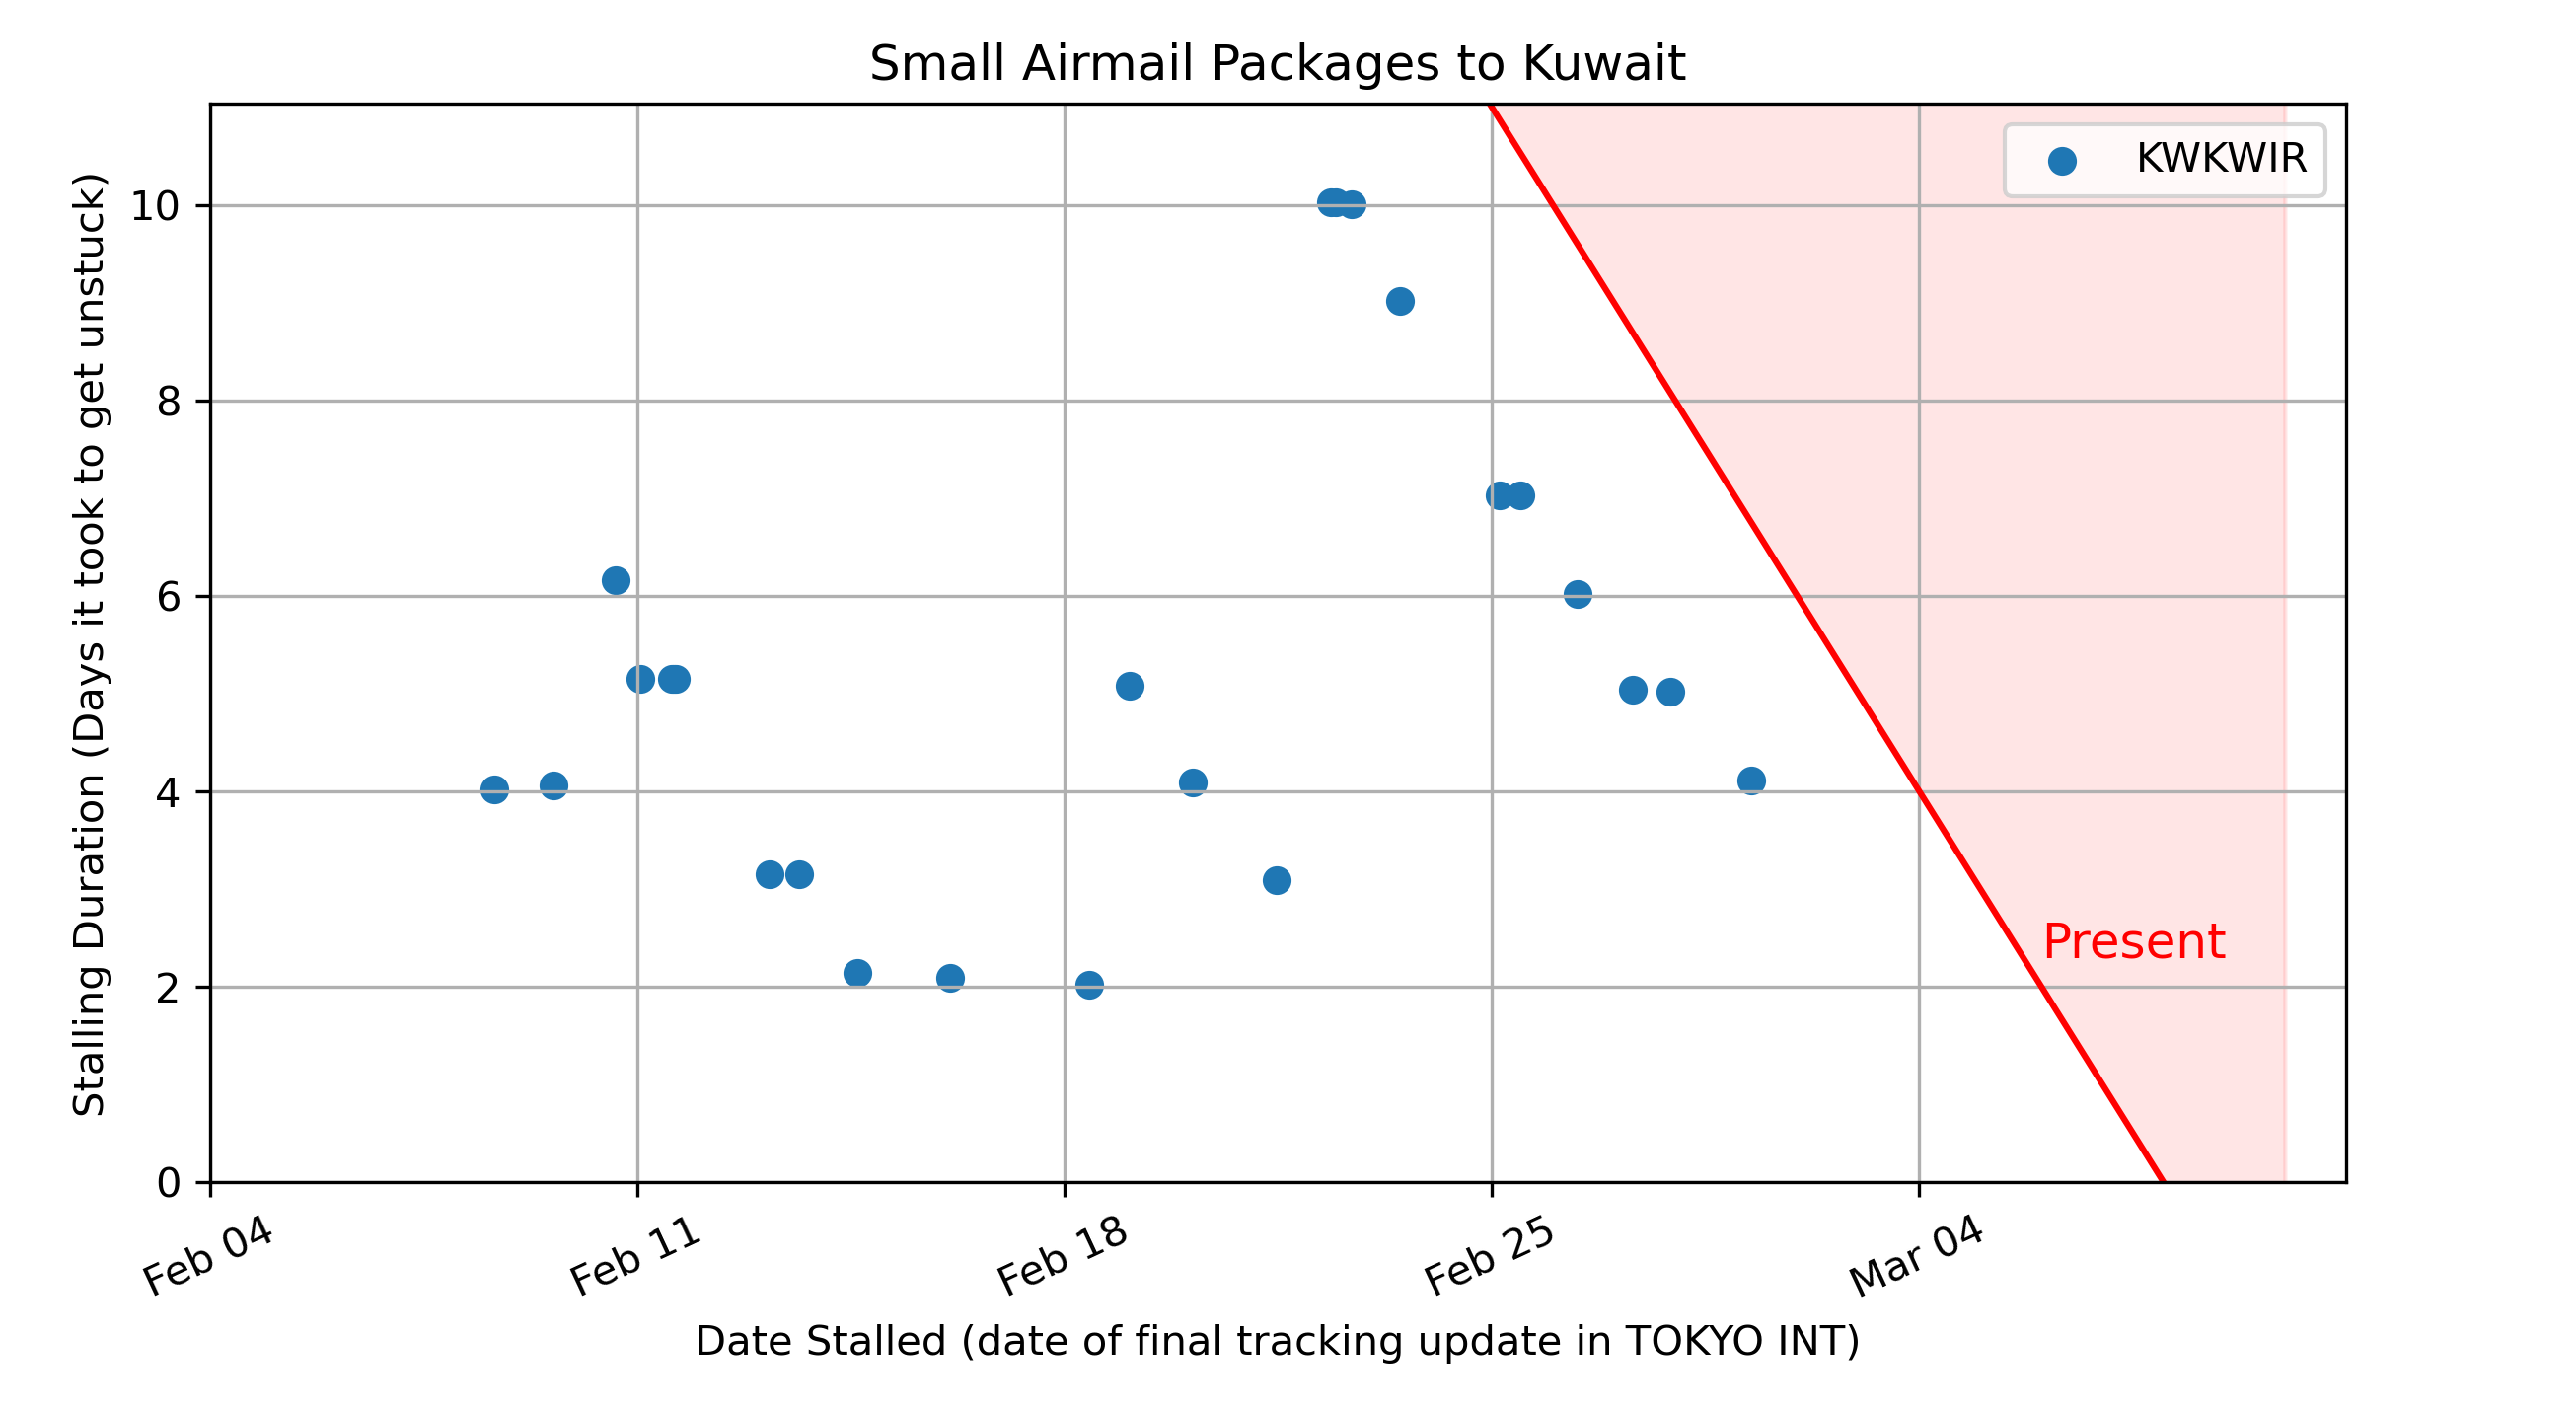 Small Airmail Packages to Kuwait
KWKWIR
Stalling Duration (Days it took to get unstuck)
10
8
6
4
2
0
Present
Feb 04
Feb 11
Feb 18
Feb 25
Mar 04
Date Stalled (date of final tracking update in TOKYO INT)